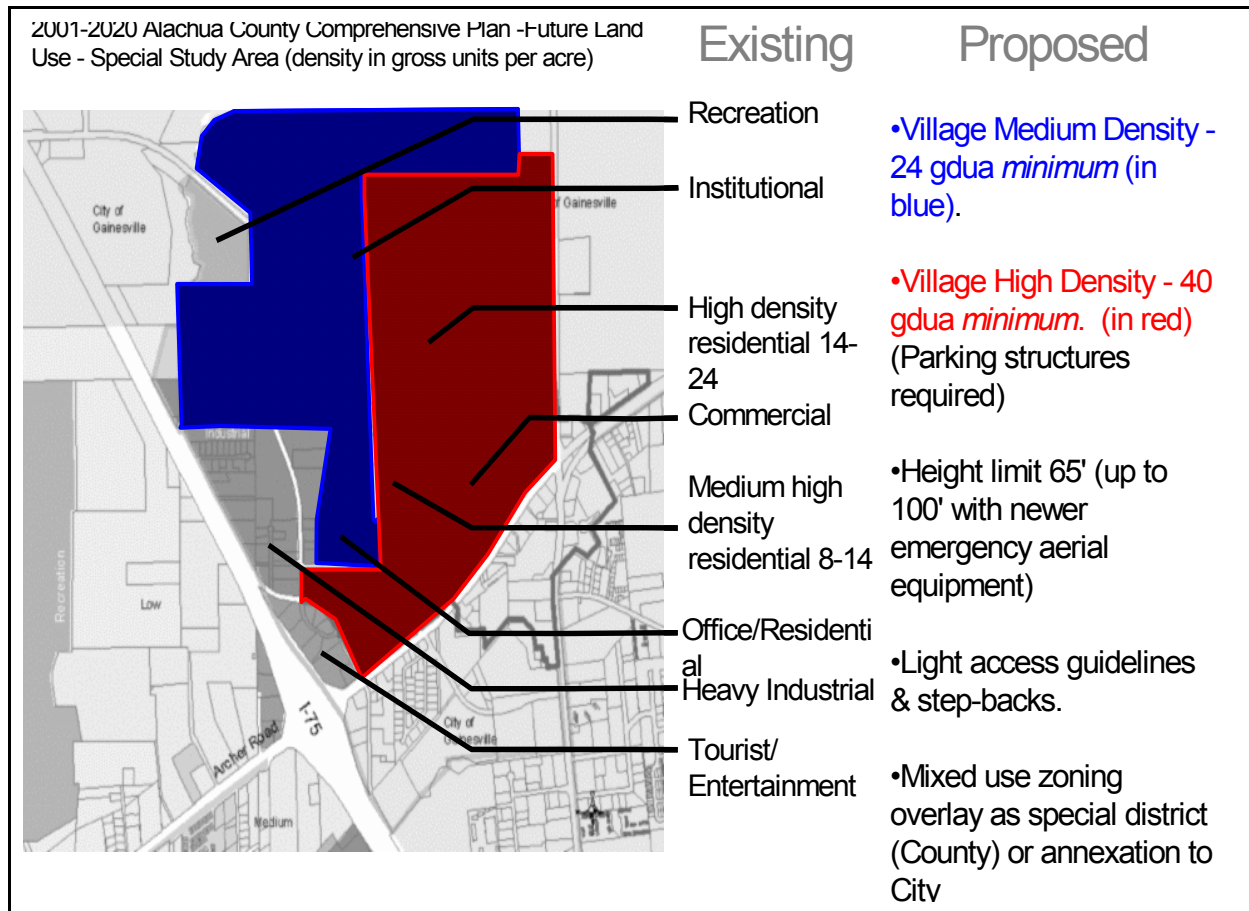 2001-2020 Alachua County Comprehensive Plan -Future Land
Use - Special Study Area (density in gross units per acre)
Existing
Recreation
Institutional
High density
residential 14-
24
Commercial
Medium high
density
residential 8-14
Office/Residenti
al
Heavy Industrial
Tourist/
Entertainment
Proposed
•Village Medium Density -
24 gdua minimum (in
blue).
•Village High Density - 40
gdua minimum. (in red)
(Parking structures
required)
•Height limit 65' (up to
100' with newer
emergency aerial
equipment)
•Light access guidelines
& step-backs.
•Mixed use zoning
overlay as special district
(County) or annexation to
City
City of
Gainesville
of Gainesville
Industrial
Recreation
Low
I-75
Archer Road
City of
Gainesville
Medium